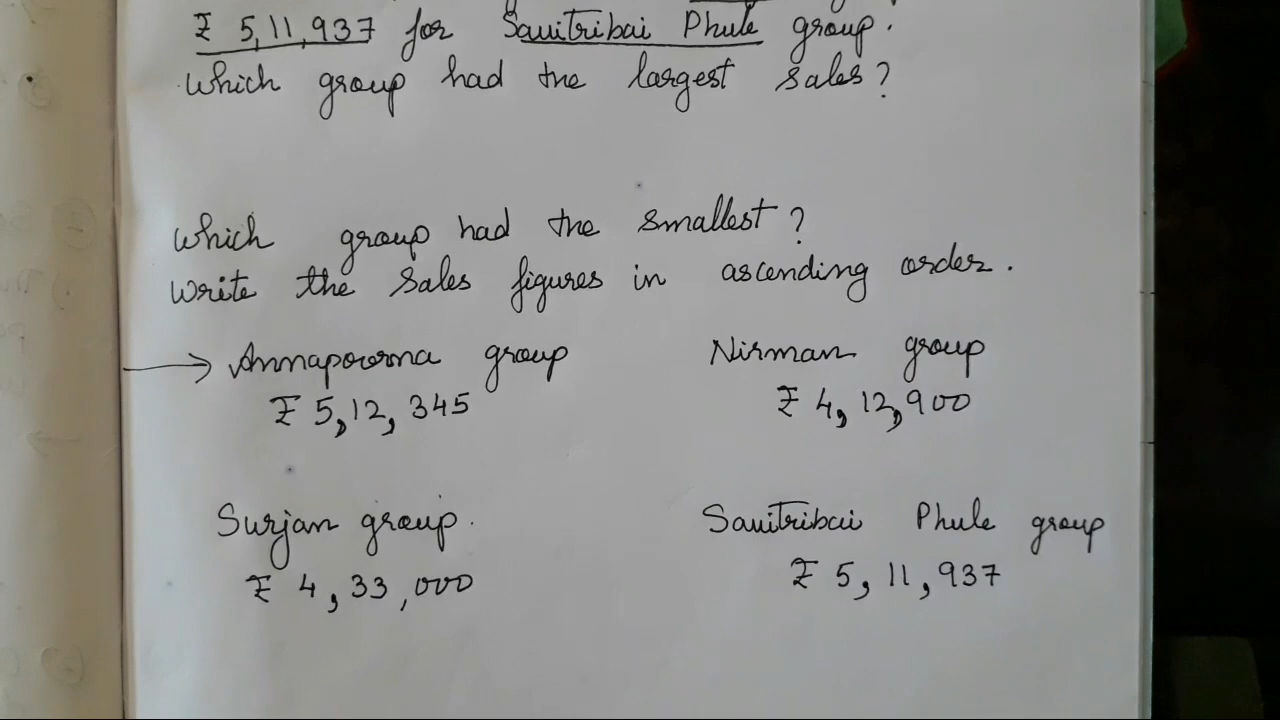 ₹ 5,11,937 for Savitribai Phule group.
Which group had the largest sales?
Which group had the smallest?
Write the sales figures in ascending order.
→ Annapoorna group
₹ 5,12,345
Nirman group
₹ 4,12,900
Surjan group.
₹ 4,33,000
Savitribai Phule group
₹ 5,11,937